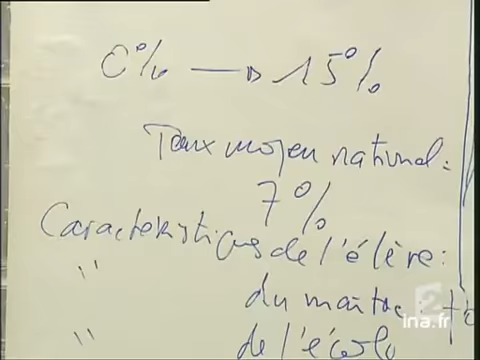 0% → 15%
Taux moyen national :
7%
Caractéristiques de l'élève :
" du maître
" de l'école
ina.fr